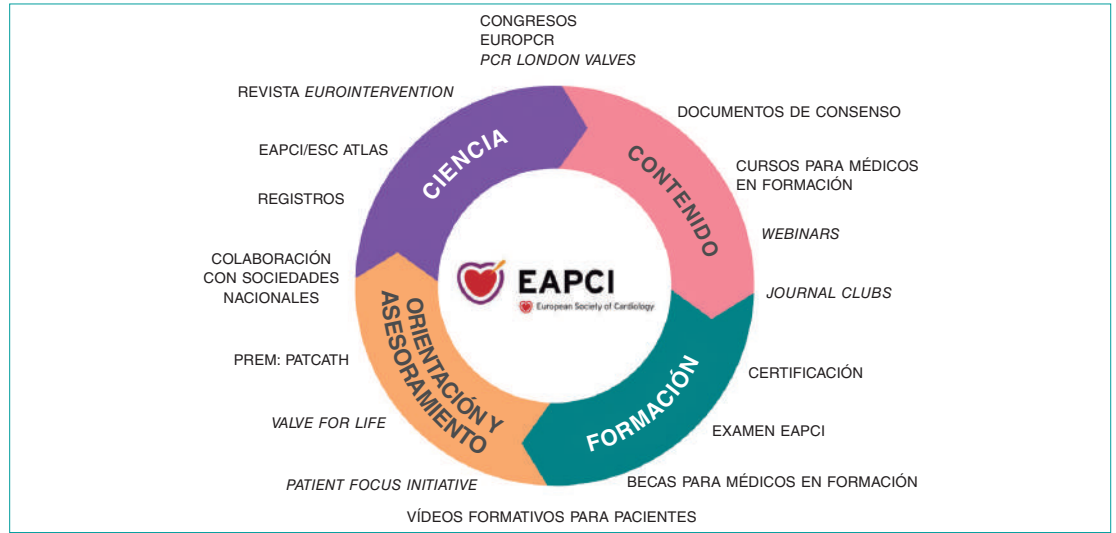 CONGRESOS
EUROPCR
PCR LONDON VALVES
REVISTA EUROINTERVENTION
DOCUMENTOS DE CONSENSO
EAPCI/ESC ATLAS
CURSOS PARA MÉDICOS
EN FORMACIÓN
REGISTROS
WEBINARS
COLABORACIÓN
CON SOCIEDADES
NACIONALES
JOURNAL CLUBS
PREM: PATCATH
CERTIFICACIÓN
VALVE FOR LIFE
EXAMEN EAPCI
PATIENT FOCUS INITIATIVE
BECAS PARA MÉDICOS EN FORMACIÓN
VÍDEOS FORMATIVOS PARA PACIENTES
CIENCIA
CONTENIDO
FORMACIÓN
ORIENTACIÓN Y
ASESORAMIENTO
EAPCI
European Society of Cardiology